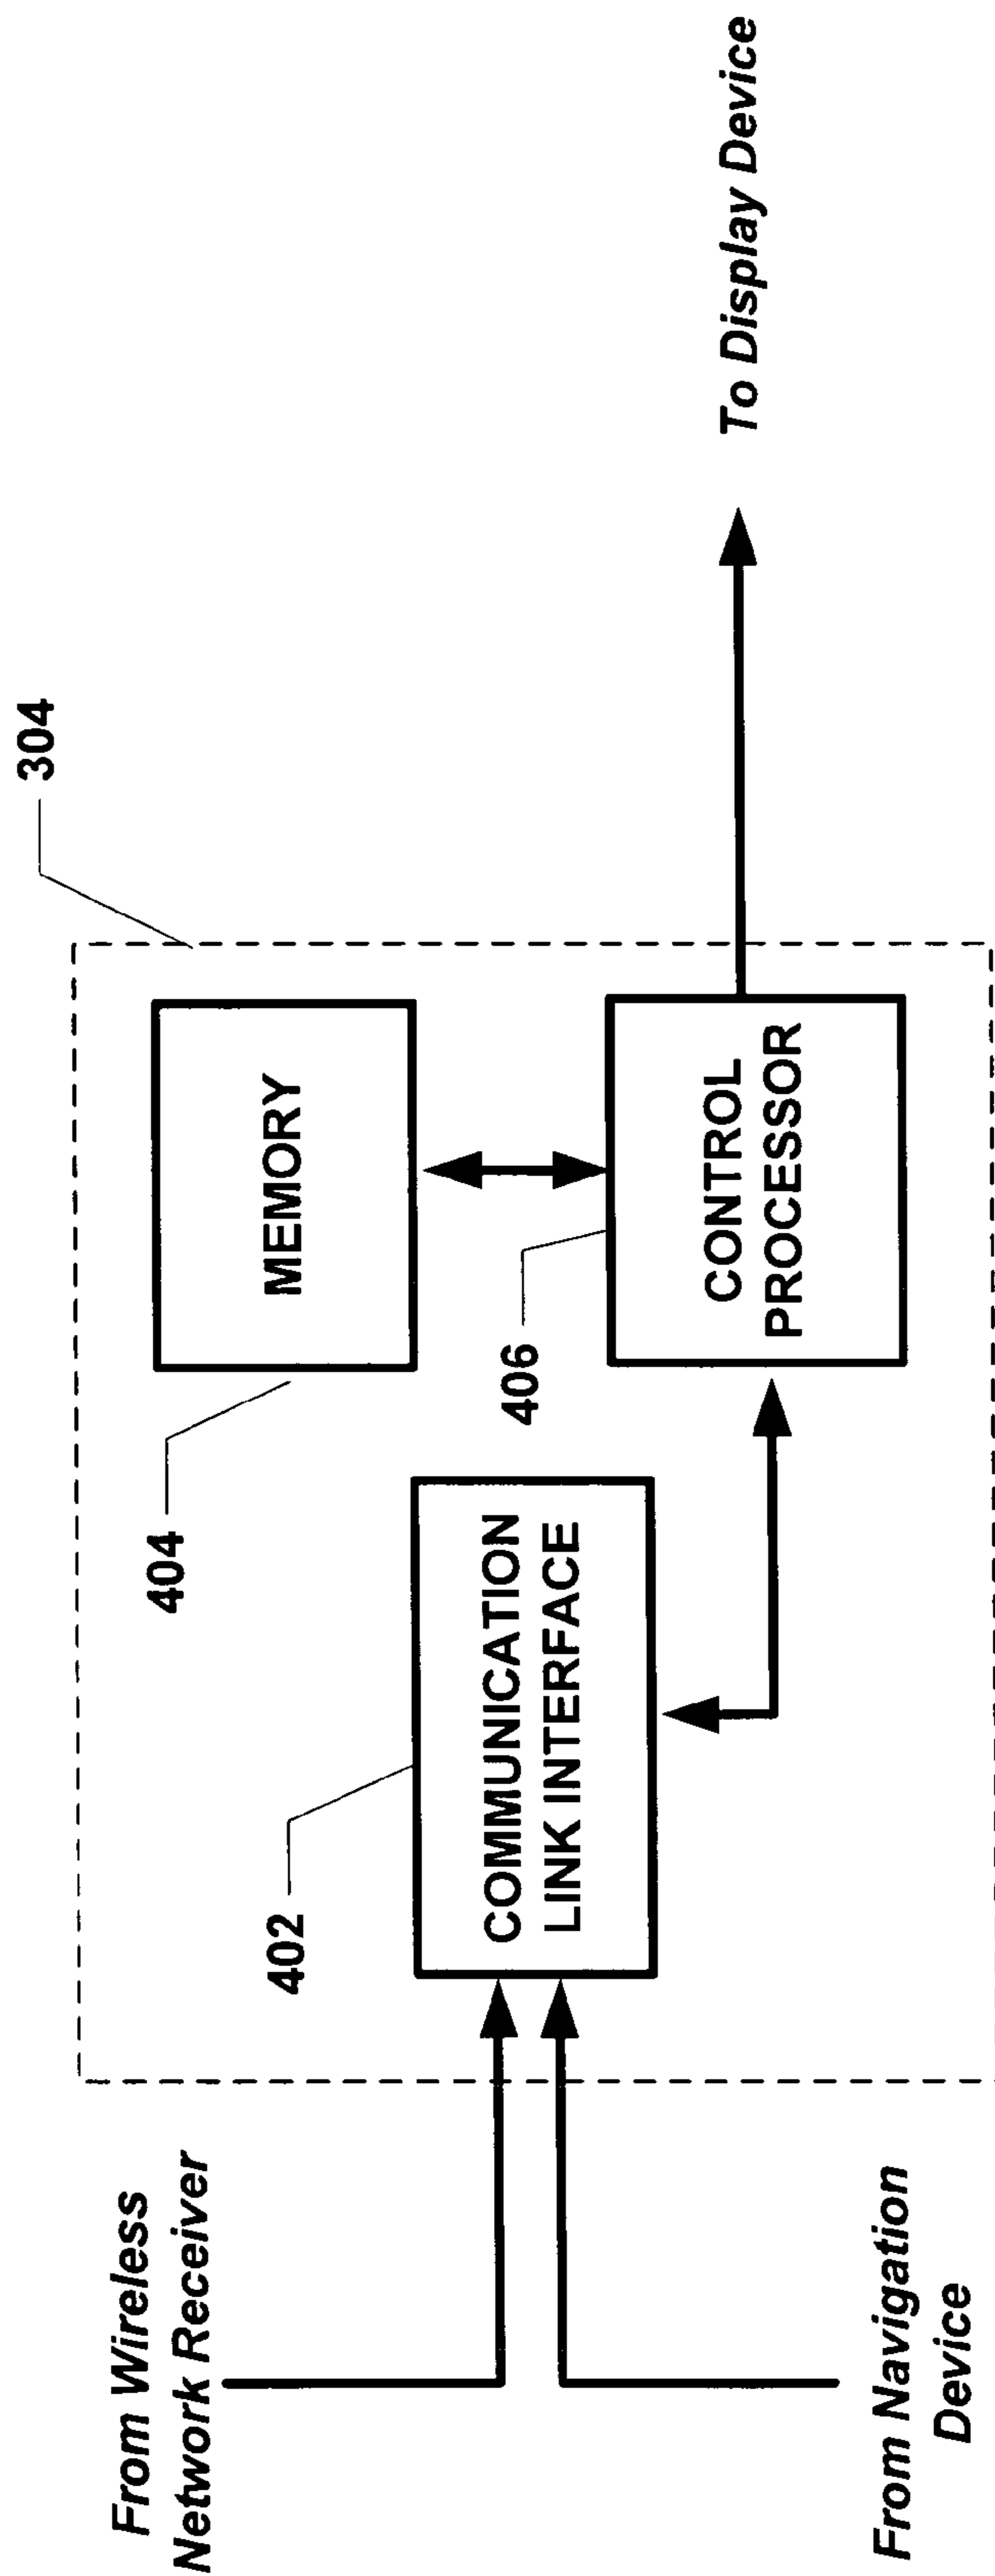 304
From Wireless
Network Receiver
402
COMMUNICATION
LINK INTERFACE
404
MEMORY
406
CONTROL
PROCESSOR
To Display Device
From Navigation
Device